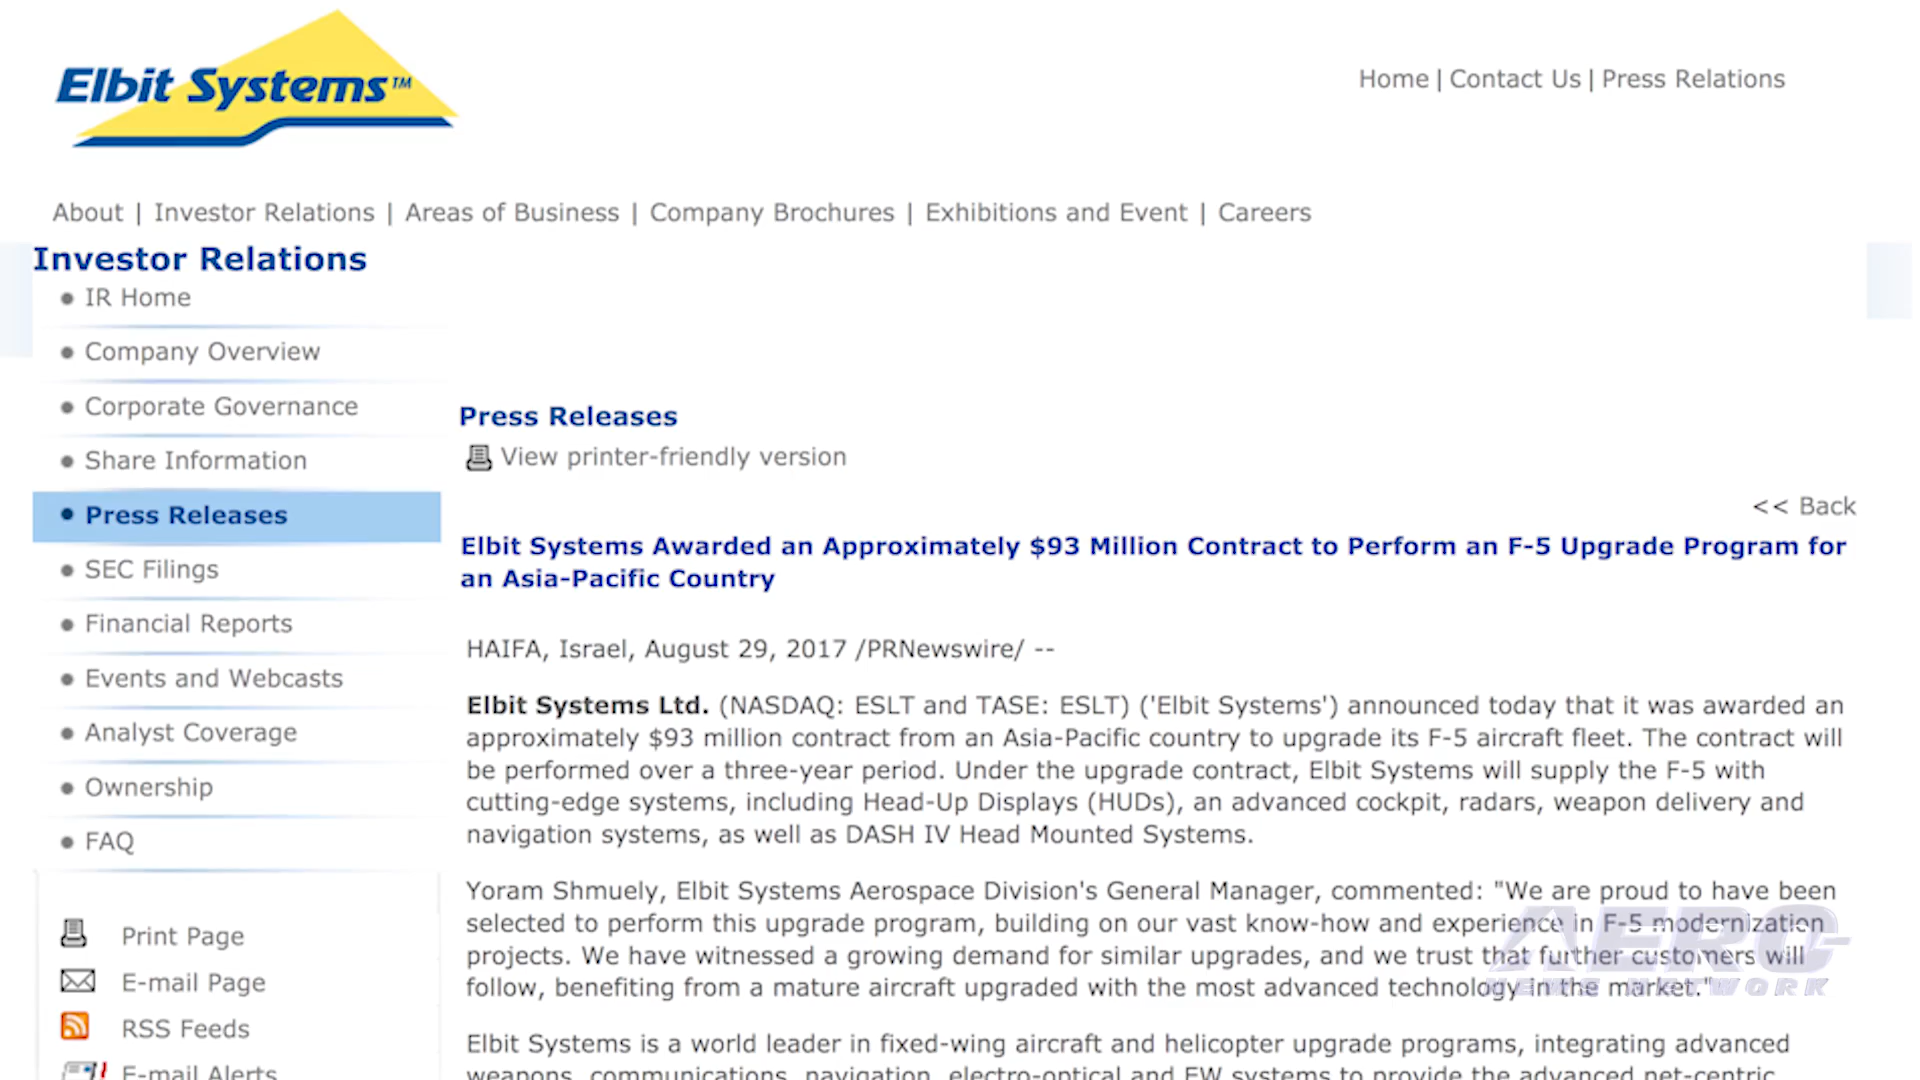 Elbit Systems™
Home | Contact Us | Press Relations
About | Investor Relations | Areas of Business | Company Brochures | Exhibitions and Event | Careers
Investor Relations
IR Home
Company Overview
Corporate Governance
Share Information
Press Releases
SEC Filings
Financial Reports
Events and Webcasts
Analyst Coverage
Ownership
FAQ
Print Page
E-mail Page
RSS Feeds
E-mail Alerts
Press Releases
View printer-friendly version
<< Back
Elbit Systems Awarded an Approximately $93 Million Contract to Perform an F-5 Upgrade Program for
an Asia-Pacific Country
HAIFA, Israel, August 29, 2017 /PRNewswire/ --
Elbit Systems Ltd. (NASDAQ: ESLT and TASE: ESLT) ('Elbit Systems') announced today that it was awarded an
approximately $93 million contract from an Asia-Pacific country to upgrade its F-5 aircraft fleet. The contract will
be performed over a three-year period. Under the upgrade contract, Elbit Systems will supply the F-5 with
cutting-edge systems, including Head-Up Displays (HUDs), an advanced cockpit, radars, weapon delivery and
navigation systems, as well as DASH IV Head Mounted Systems.
Yoram Shmuely, Elbit Systems Aerospace Division's General Manager, commented: "We are proud to have been
selected to perform this upgrade program, building on our vast know-how and experience in F-5 modernization
projects. We have witnessed a growing demand for similar upgrades, and we trust that further customers will
follow, benefiting from a mature aircraft upgraded with the most advanced technology in the market."
Elbit Systems is a world leader in fixed-wing aircraft and helicopter upgrade programs, integrating advanced
weapons, communications, navigation, electro-optical and EW systems to provide the advanced net-centric
AERO
NEWS NETWORK